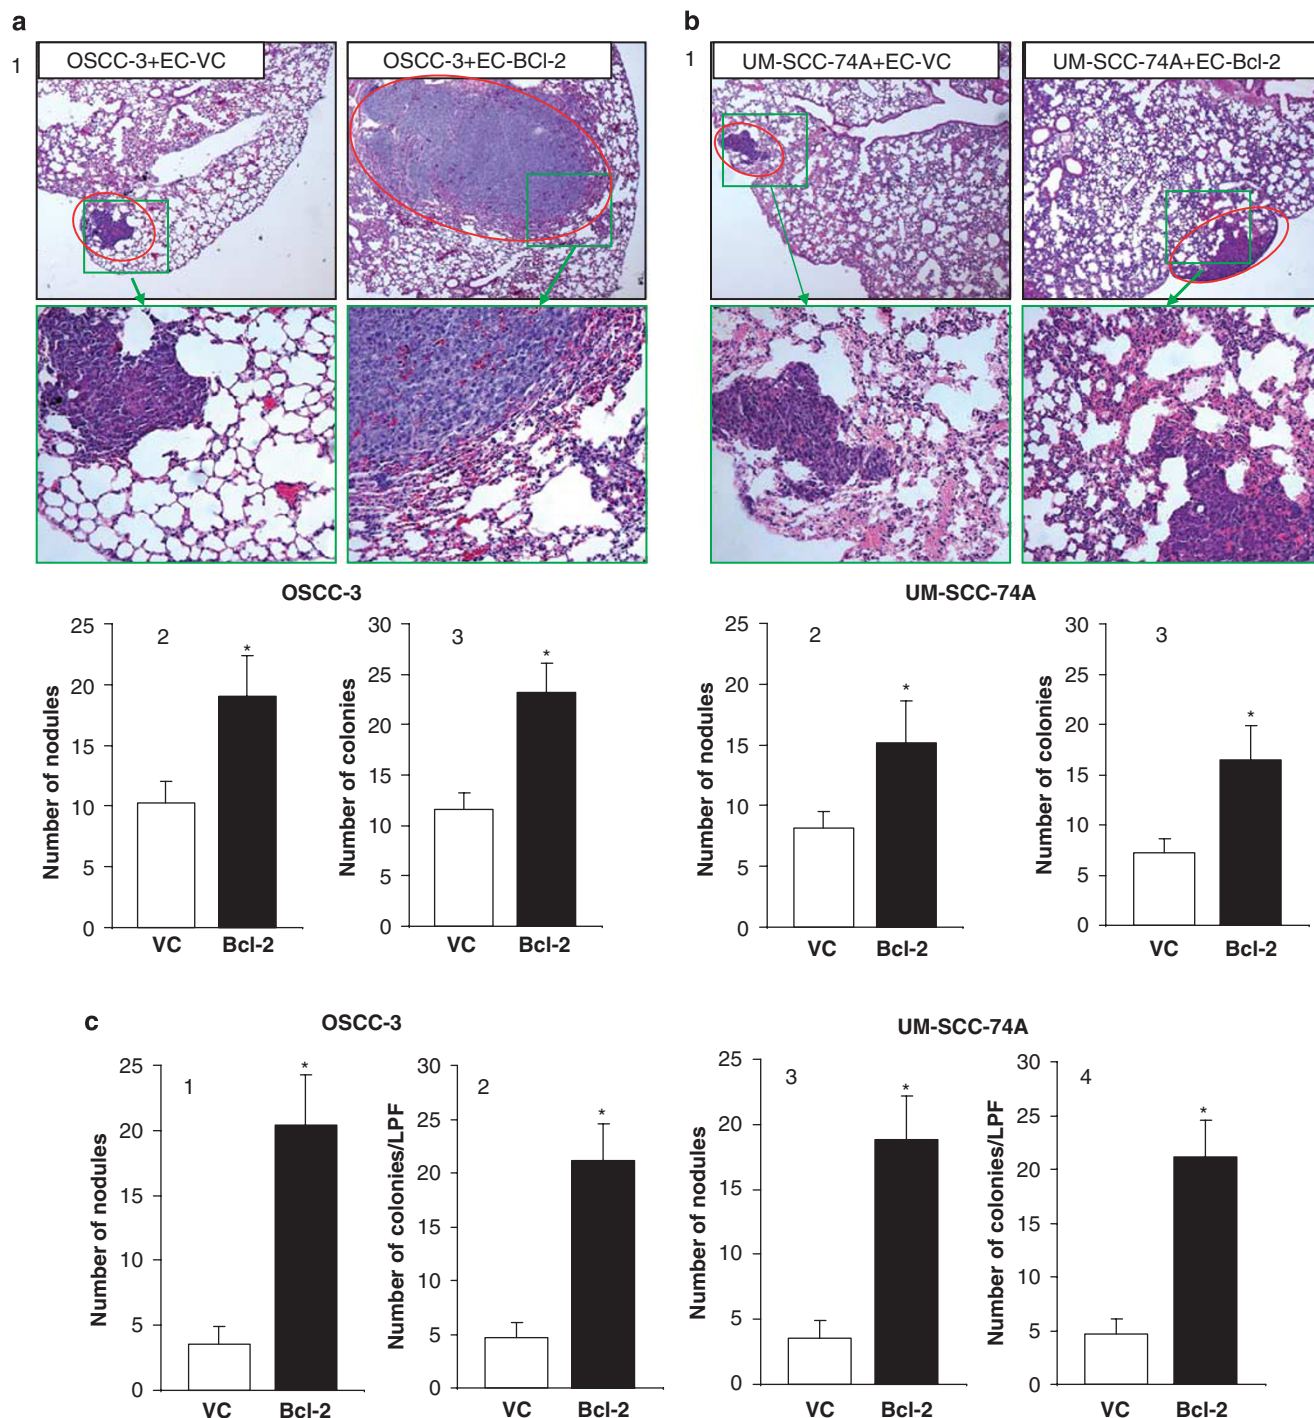 a
1
OSCC-3+EC-VC
OSCC-3+EC-BCl-2
b
1
UM-SCC-74A+EC-VC
UM-SCC-74A+EC-Bcl-2
OSCC-3
2
Number of nodules
25
20
15
10
5
0
*
VC
Bcl-2
3
Number of colonies
30
25
20
15
10
5
0
*
VC
Bcl-2
UM-SCC-74A
2
Number of nodules
25
20
15
10
5
0
*
VC
Bcl-2
3
Number of colonies
30
25
20
15
10
5
0
*
VC
Bcl-2
c
OSCC-3
1
Number of nodules
25
20
15
10
5
0
*
VC
Bcl-2
2
Number of colonies/LPF
30
25
20
15
10
5
0
*
VC
Bcl-2
UM-SCC-74A
3
Number of nodules
25
20
15
10
5
0
*
VC
Bcl-2
4
Number of colonies/LPF
30
25
20
15
10
5
0
*
VC
Bcl-2